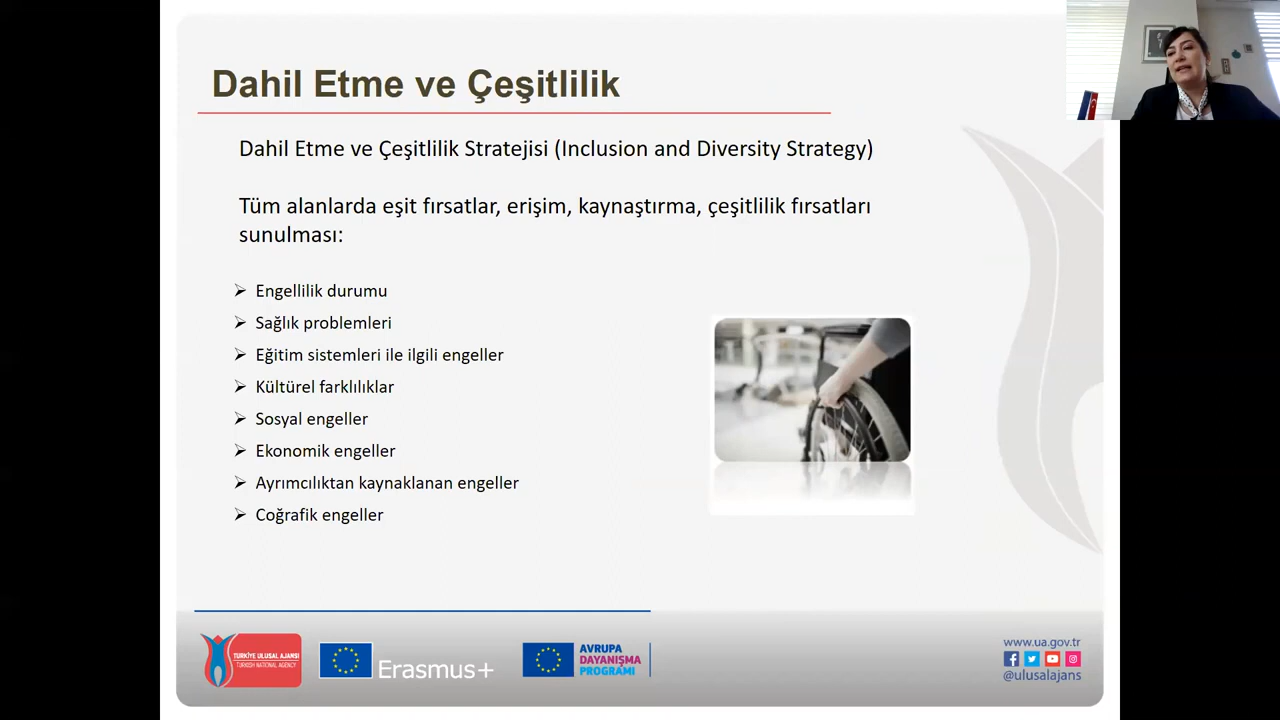 Dahil Etme ve Çeşitlilik
Dahil Etme ve Çeşitlilik Stratejisi (Inclusion and Diversity Strategy)
Tüm alanlarda eşit fırsatlar, erişim, kaynaştırma, çeşitlilik fırsatları
sunulması:
Engellilik durumu
Sağlık problemleri
Eğitim sistemleri ile ilgili engeller
Kültürel farklılıklar
Sosyal engeller
Ekonomik engeller
Ayrımcılıktan kaynaklanan engeller
Coğrafik engeller
TÜRKİYE ULUSAL AJANSI
TURKISH NATIONAL AGENCY
Erasmus+
AVRUPA
DAYANIŞMA
PROGRAMI
www.ua.gov.tr
@ulusalajans